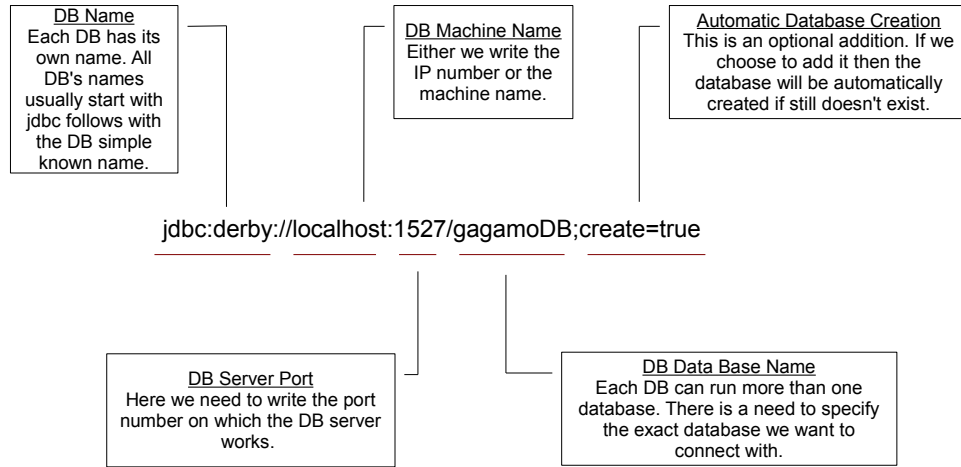 DB Name
Each DB has its
own name. All
DB's names
usually start with
jdbc follows with
the DB simple
known name.
DB Machine Name
Either we write the
IP number or the
machine name.
Automatic Database Creation
This is an optional addition. If we
choose to add it then the
database will be automatically
created if still doesn't exist.
jdbc:derby://localhost:1527/gagamoDB;create=true
DB Server Port
Here we need to write the port
number on which the DB server
works.
DB Data Base Name
Each DB can run more than one
database. There is a need to specify
the exact database we want to
connect with.